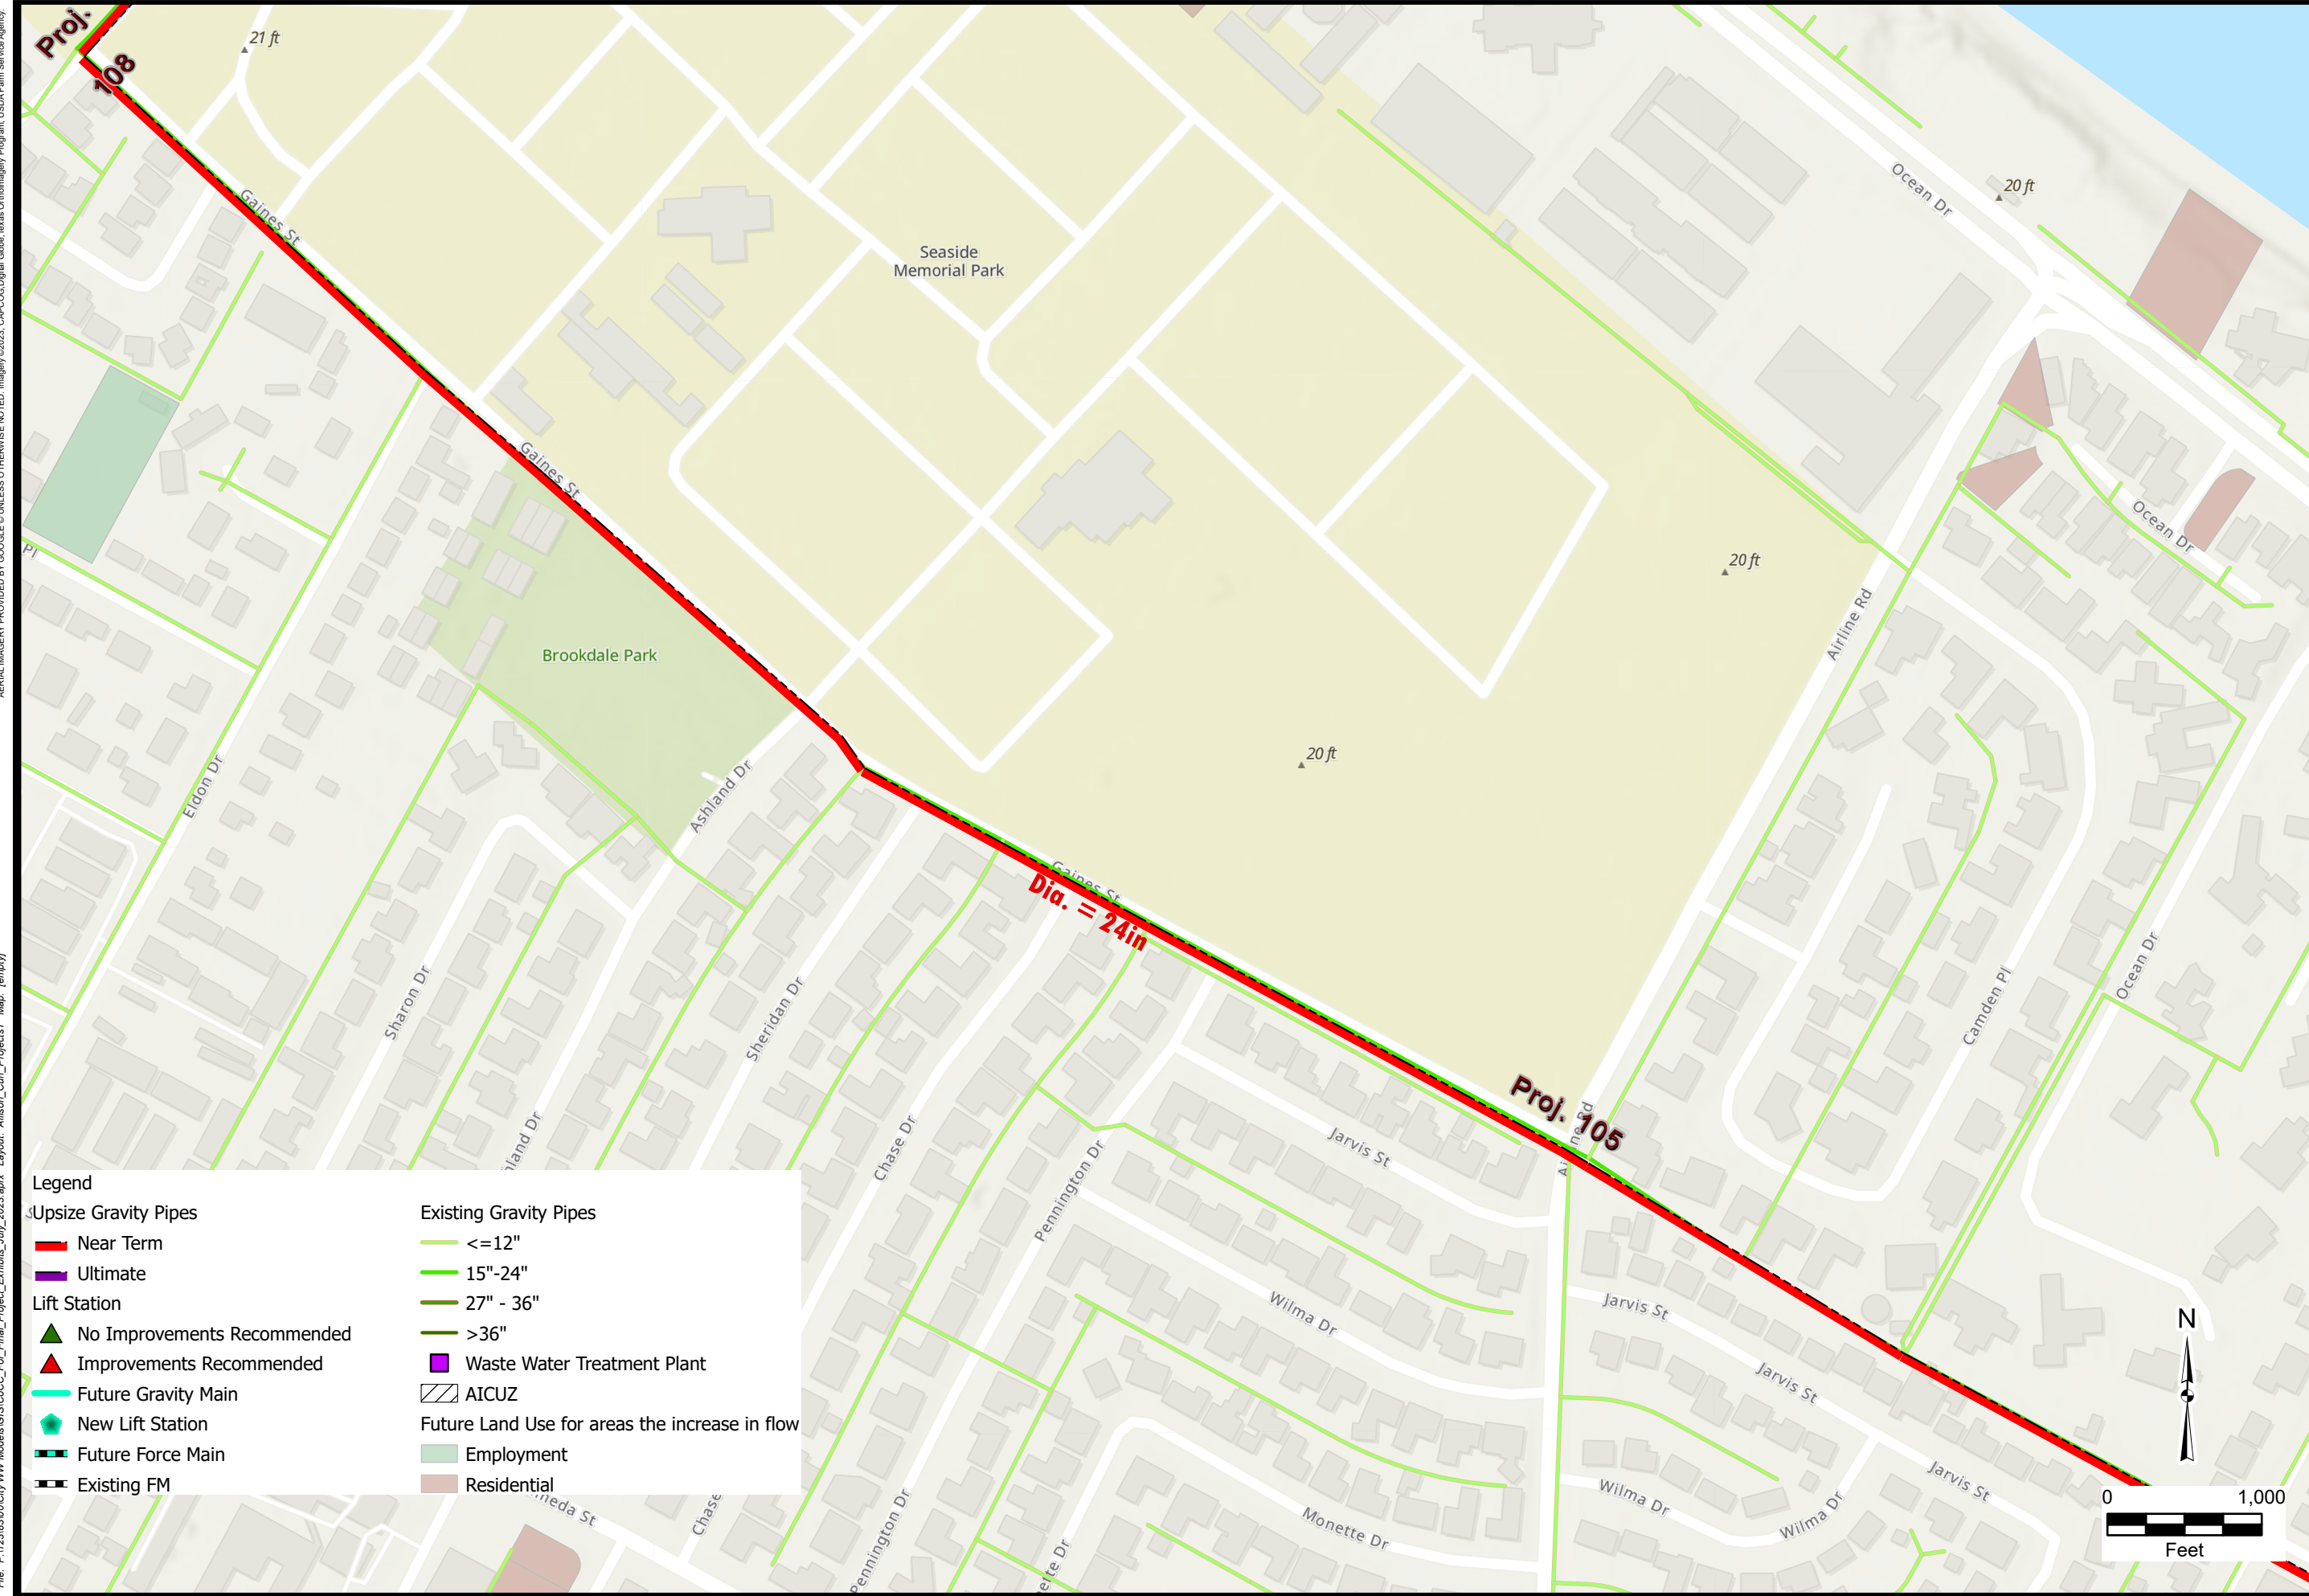 Proj.
108
21 ft
Gaines St
Seaside
Memorial Park
Ocean Dr
20 ft
Gaines St
Ocean Dr
20 ft
Airline Rd
Pl
Brookdale Park
20 ft
Eldon Dr
Ashland Dr
Gaines St
Dia. = 24in
Sharon Dr
Sheridan Dr
Camden Pl
Ocean Dr
Proj. 105
Chase Dr
Pennington Dr
Jarvis St
Wilma Dr
Jarvis St
Jarvis St
Jarvis St
Wilma Dr
Wilma Dr
Monette Dr
Pennington Dr
Chase
Legend
Upsize Gravity Pipes
Near Term
Ultimate
Lift Station
No Improvements Recommended
Improvements Recommended
Future Gravity Main
New Lift Station
Future Force Main
Existing FM
Existing Gravity Pipes
<=12"
15"-24"
27" - 36"
>36"
Waste Water Treatment Plant
AICUZ
Future Land Use for areas the increase in flow
Employment
Residential
N
0 1,000
Feet